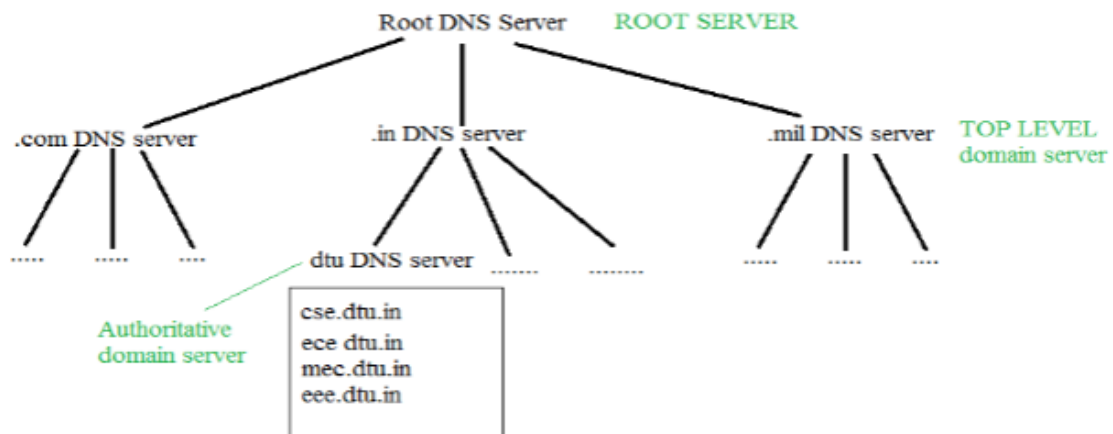 Root DNS Server ROOT SERVER
.com DNS server .in DNS server .mil DNS server TOP LEVEL
domain server
..... ..... .... dtu DNS server ....... ........ ..... ..... ....
Authoritative
domain server
cse.dtu.in
ece dtu.in
mec.dtu.in
eee.dtu.in